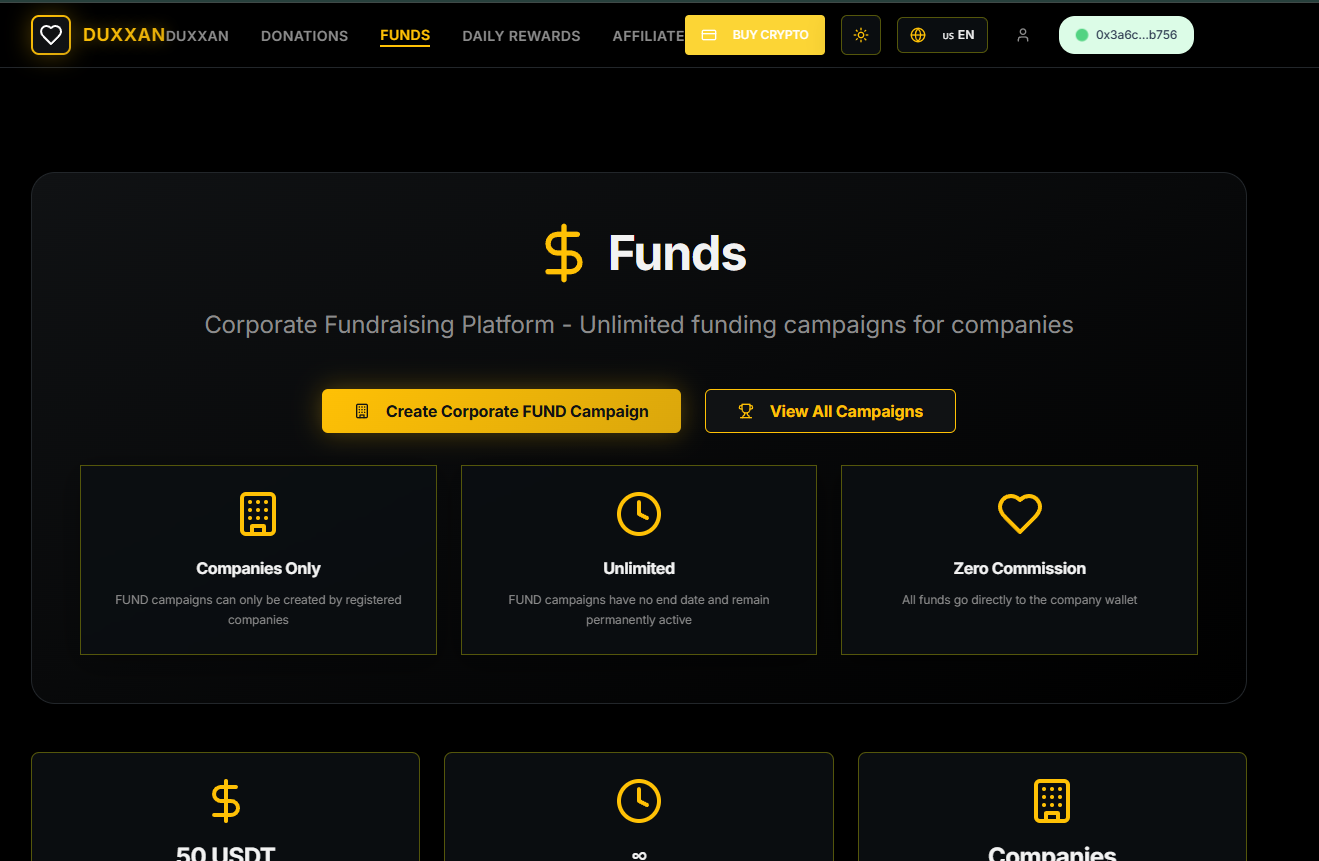 DUXXAN DUXXAN DONATIONS FUNDS DAILY REWARDS AFFILIATE BUY CRYPTO US EN 0x3a6c...b756
$ Funds
Corporate Fundraising Platform - Unlimited funding campaigns for companies
Create Corporate FUND Campaign View All Campaigns
Companies Only
FUND campaigns can only be created by registered
companies
Unlimited
FUND campaigns have no end date and remain
permanently active
Zero Commission
All funds go directly to the company wallet
$
50 USDT
∞
Companies